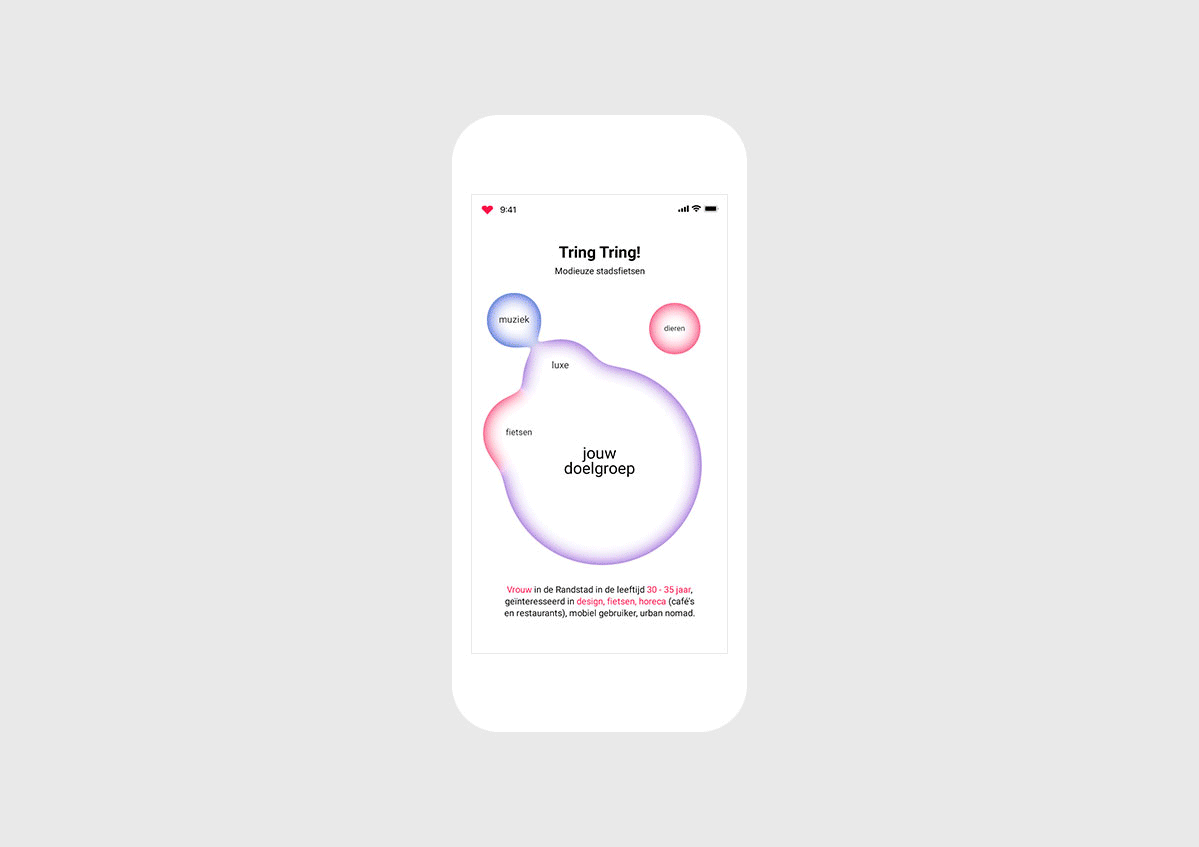 9:41
Tring Tring!
Modieuze stadsfietsen
muziek
dieren
luxe
fietsen
jouw
doelgroep
Vrouw in de Randstad in de leeftijd 30 - 35 jaar,
geïnteresseerd in design, fietsen, horeca (café's
en restaurants), mobiel gebruiker, urban nomad.